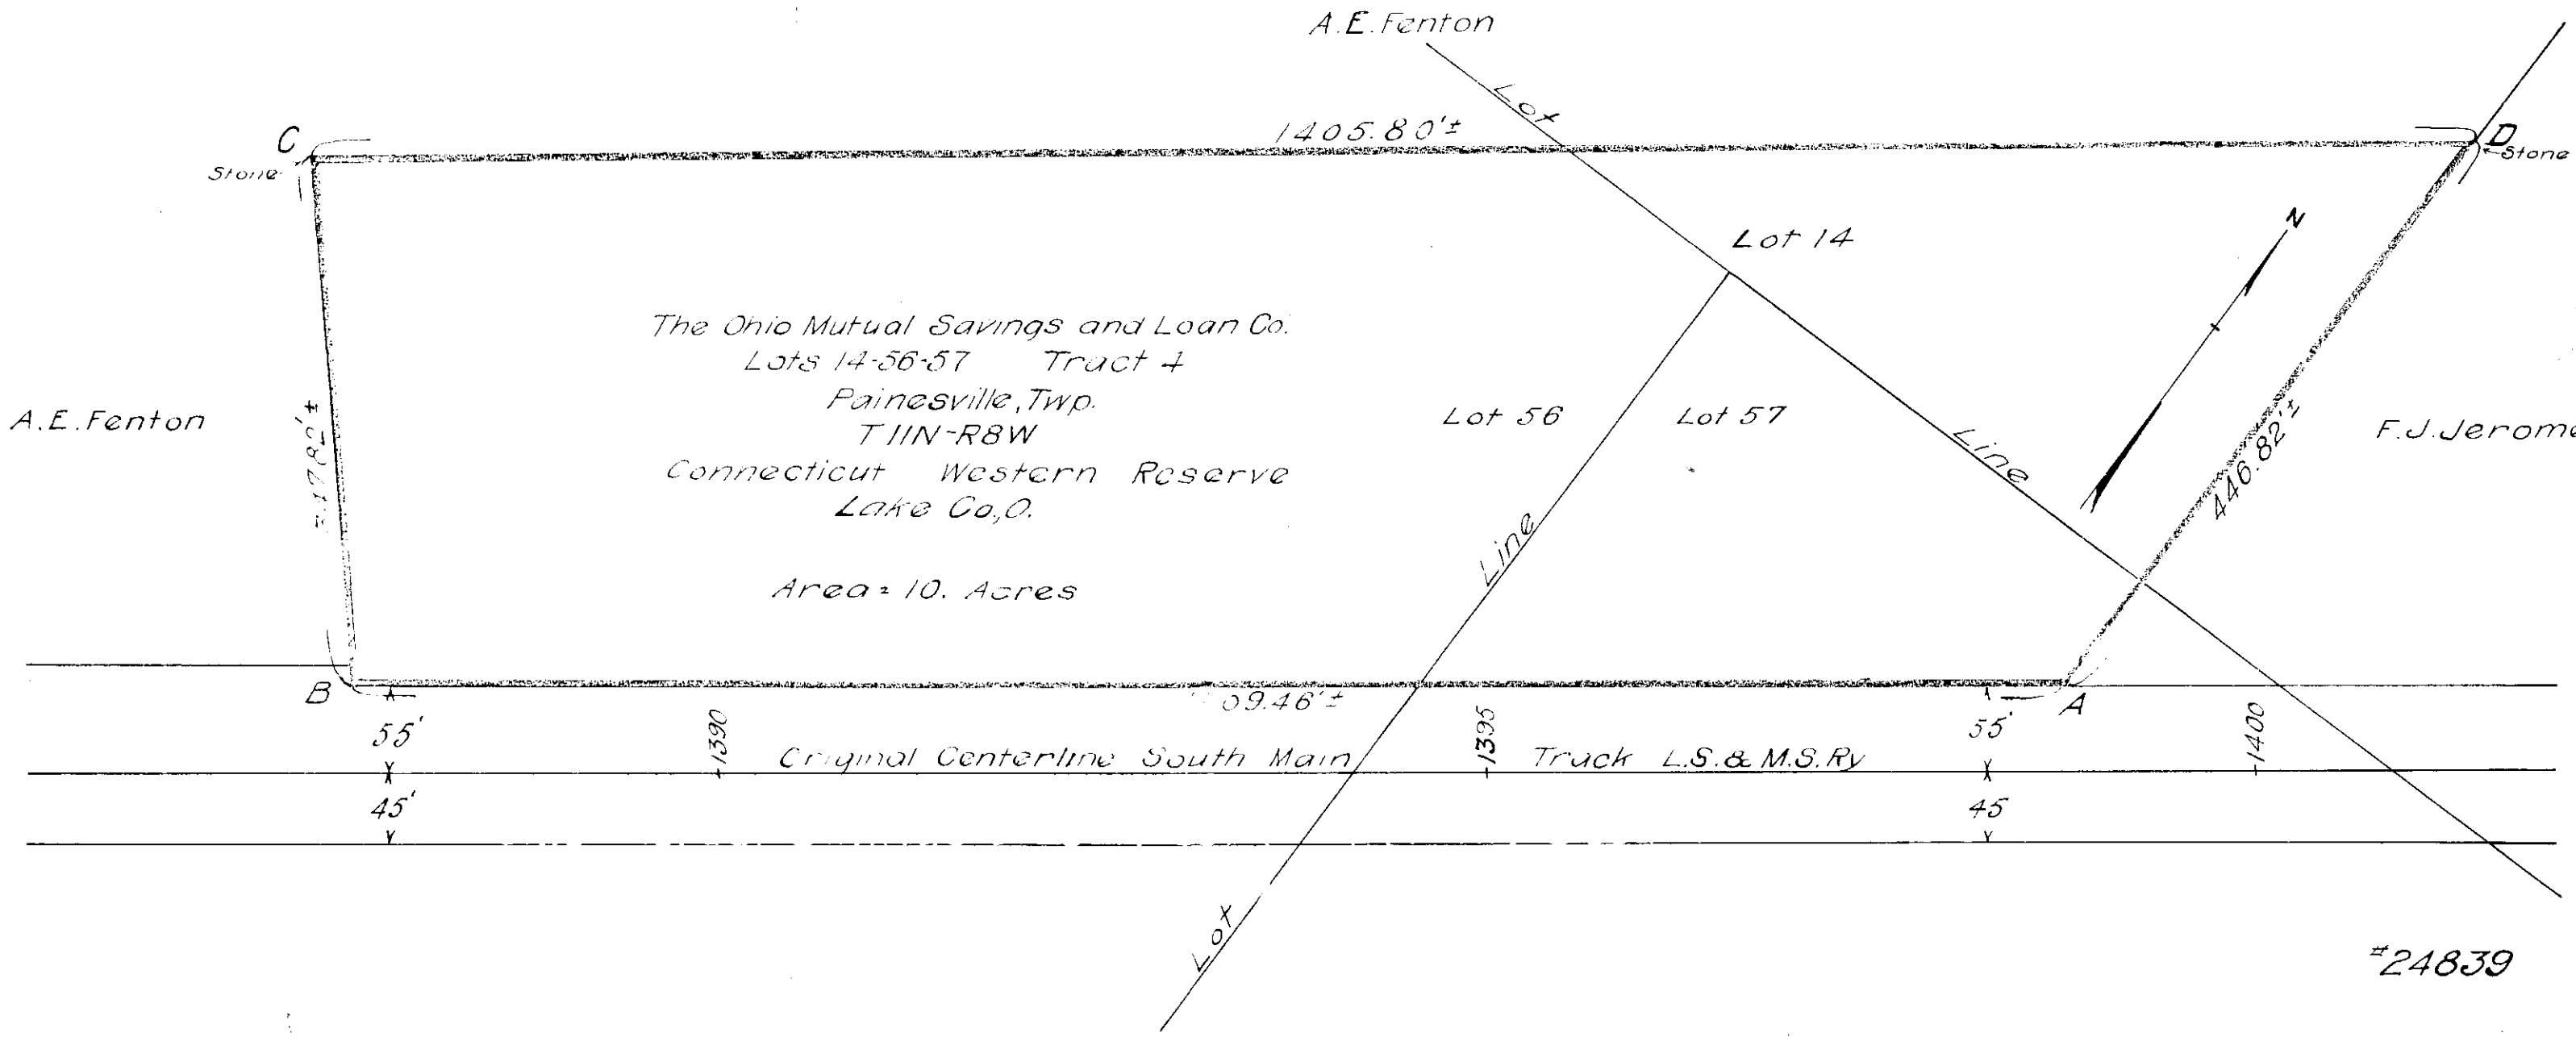 A.E. Fenton
Lot
1405.80'±
C
D
Stone
Stone
N
Lot 14
The Ohio Mutual Savings and Loan Co.
Lots 14-56-57 Tract 4
Painesville, Twp.
T11N-R8W
Connecticut Western Reserve
Lake Co., O.
Area = 10. Acres
A.E. Fenton
Lot 56
Lot 57
Line
446.82'±
F.J. Jerome
Line
B
09.46'±
A
55'
1390
1395
55'
1400
Original Centerline South Main Track L.S. & M.S. Ry
45'
45
Lot
#24839